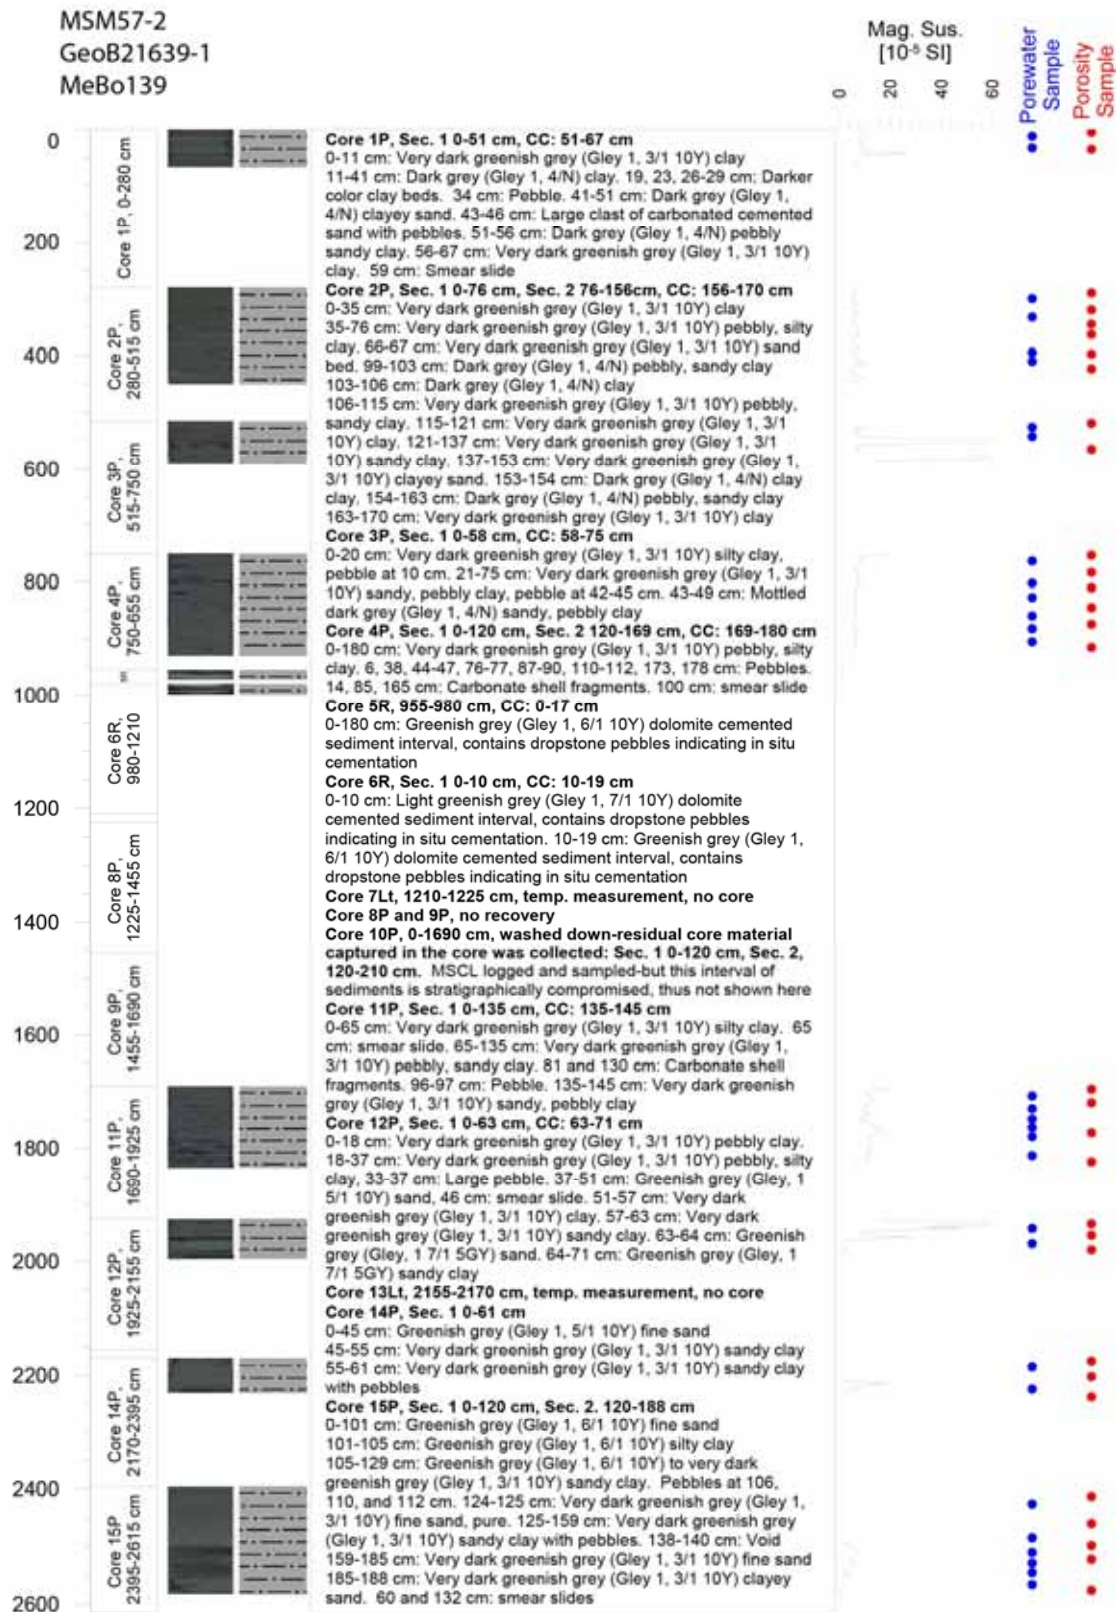 MSM57-2
GeoB21639-1
MeBo139
Mag. Sus.
[10⁻⁵ SI]
0
20
40
60
Porewater
Sample
Porosity
Sample
0
200
400
600
800
1000
1200
1400
1600
1800
2000
2200
2400
2600
Core 1P, 0-280 cm
Core 2P,
280-515 cm
Core 3P,
515-750 cm
Core 4P,
750-655 cm
5R
Core 6R,
980-1210
Core 8P,
1225-1455 cm
Core 9P,
1455-1690 cm
Core 11P,
1690-1925 cm
Core 12P,
1925-2155 cm
Core 14P,
2170-2395 cm
Core 15P
2395-2615 cm
Core 1P, Sec. 1 0-51 cm, CC: 51-67 cm
0-11 cm: Very dark greenish grey (Gley 1, 3/1 10Y) clay
11-41 cm: Dark grey (Gley 1, 4/N) clay. 19, 23, 26-29 cm: Darker
color clay beds. 34 cm: Pebble. 41-51 cm: Dark grey (Gley 1,
4/N) clayey sand. 43-46 cm: Large clast of carbonated cemented
sand with pebbles. 51-56 cm: Dark grey (Gley 1, 4/N) pebbly
sandy clay. 56-67 cm: Very dark greenish grey (Gley 1, 3/1 10Y)
clay. 59 cm: Smear slide
Core 2P, Sec. 1 0-76 cm, Sec. 2 76-156cm, CC: 156-170 cm
0-35 cm: Very dark greenish grey (Gley 1, 3/1 10Y) clay
35-76 cm: Very dark greenish grey (Gley 1, 3/1 10Y) pebbly, silty
clay. 66-67 cm: Very dark greenish grey (Gley 1, 3/1 10Y) sand
bed. 99-103 cm: Dark grey (Gley 1, 4/N) pebbly, sandy clay
103-106 cm: Dark grey (Gley 1, 4/N) clay
106-115 cm: Very dark greenish grey (Gley 1, 3/1 10Y) pebbly,
sandy clay. 115-121 cm: Very dark greenish grey (Gley 1, 3/1
10Y) clay. 121-137 cm: Very dark greenish grey (Gley 1, 3/1
10Y) sandy clay. 137-153 cm: Very dark greenish grey (Gley 1,
3/1 10Y) clayey sand. 153-154 cm: Dark grey (Gley 1, 4/N) clay
clay. 154-163 cm: Dark grey (Gley 1, 4/N) pebbly, sandy clay
163-170 cm: Very dark greenish grey (Gley 1, 3/1 10Y) clay
Core 3P, Sec. 1 0-58 cm, CC: 58-75 cm
0-20 cm: Very dark greenish grey (Gley 1, 3/1 10Y) silty clay,
pebble at 10 cm. 21-75 cm: Very dark greenish grey (Gley 1, 3/1
10Y) sandy, pebbly clay, pebble at 42-45 cm. 43-49 cm: Mottled
dark grey (Gley 1, 4/N) sandy, pebbly clay
Core 4P, Sec. 1 0-120 cm, Sec. 2 120-169 cm, CC: 169-180 cm
0-180 cm: Very dark greenish grey (Gley 1, 3/1 10Y) pebbly, silty
clay. 6, 38, 44-47, 76-77, 87-90, 110-112, 173, 178 cm: Pebbles.
14, 85, 165 cm: Carbonate shell fragments. 100 cm: smear slide
Core 5R, 955-980 cm, CC: 0-17 cm
0-180 cm: Greenish grey (Gley 1, 6/1 10Y) dolomite cemented
sediment interval, contains dropstone pebbles indicating in situ
cementation
Core 6R, Sec. 1 0-10 cm, CC: 10-19 cm
0-10 cm: Light greenish grey (Gley 1, 7/1 10Y) dolomite
cemented sediment interval, contains dropstone pebbles
indicating in situ cementation. 10-19 cm: Greenish grey (Gley 1,
6/1 10Y) dolomite cemented sediment interval, contains
dropstone pebbles indicating in situ cementation
Core 7Lt, 1210-1225 cm, temp. measurement, no core
Core 8P and 9P, no recovery
Core 10P, 0-1690 cm, washed down-residual core material
captured in the core was collected: Sec. 1 0-120 cm, Sec. 2,
120-210 cm. MSCL logged and sampled-but this interval of
sediments is stratigraphically compromised, thus not shown here
Core 11P, Sec. 1 0-135 cm, CC: 135-145 cm
0-65 cm: Very dark greenish grey (Gley 1, 3/1 10Y) silty clay. 65
cm: smear slide. 65-135 cm: Very dark greenish grey (Gley 1,
3/1 10Y) pebbly, sandy clay. 81 and 130 cm: Carbonate shell
fragments. 96-97 cm: Pebble. 135-145 cm: Very dark greenish
grey (Gley 1, 3/1 10Y) sandy, pebbly clay
Core 12P, Sec. 1 0-63 cm, CC: 63-71 cm
0-18 cm: Very dark greenish grey (Gley 1, 3/1 10Y) pebbly clay.
18-37 cm: Very dark greenish grey (Gley 1, 3/1 10Y) pebbly, silty
clay, 33-37 cm: Large pebble. 37-51 cm: Greenish grey (Gley, 1
5/1 10Y) sand, 46 cm: smear slide. 51-57 cm: Very dark
greenish grey (Gley 1, 3/1 10Y) clay. 57-63 cm: Very dark
greenish grey (Gley 1, 3/1 10Y) sandy clay. 63-64 cm: Greenish
grey (Gley, 1 7/1 5GY) sand. 64-71 cm: Greenish grey (Gley, 1
7/1 5GY) sandy clay
Core 13Lt, 2155-2170 cm, temp. measurement, no core
Core 14P, Sec. 1 0-61 cm
0-45 cm: Greenish grey (Gley 1, 5/1 10Y) fine sand
45-55 cm: Very dark greenish grey (Gley 1, 3/1 10Y) sandy clay
55-61 cm: Very dark greenish grey (Gley 1, 3/1 10Y) sandy clay
with pebbles
Core 15P, Sec. 1 0-120 cm, Sec. 2. 120-188 cm
0-101 cm: Greenish grey (Gley 1, 6/1 10Y) fine sand
101-105 cm: Greenish grey (Gley 1, 6/1 10Y) silty clay
105-129 cm: Greenish grey (Gley 1, 6/1 10Y) to very dark
greenish grey (Gley 1, 3/1 10Y) sandy clay. Pebbles at 106,
110, and 112 cm. 124-125 cm: Very dark greenish grey (Gley 1,
3/1 10Y) fine sand, pure. 125-159 cm: Very dark greenish grey
(Gley 1, 3/1 10Y) sandy clay with pebbles. 138-140 cm: Void
159-185 cm: Very dark greenish grey (Gley 1, 3/1 10Y) fine sand
185-188 cm: Very dark greenish grey (Gley 1, 3/1 10Y) clayey
sand. 60 and 132 cm: smear slides